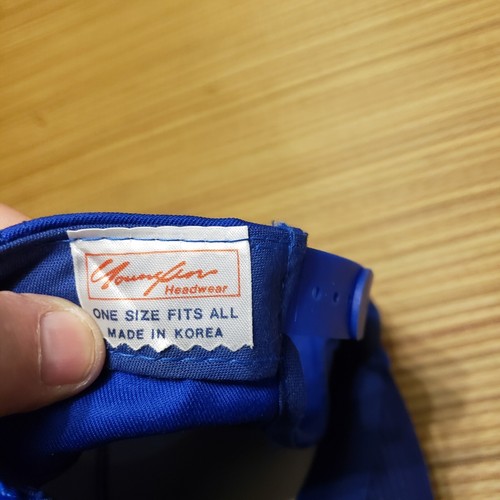 Youngan
Headwear
ONE SIZE FITS ALL
MADE IN KOREA